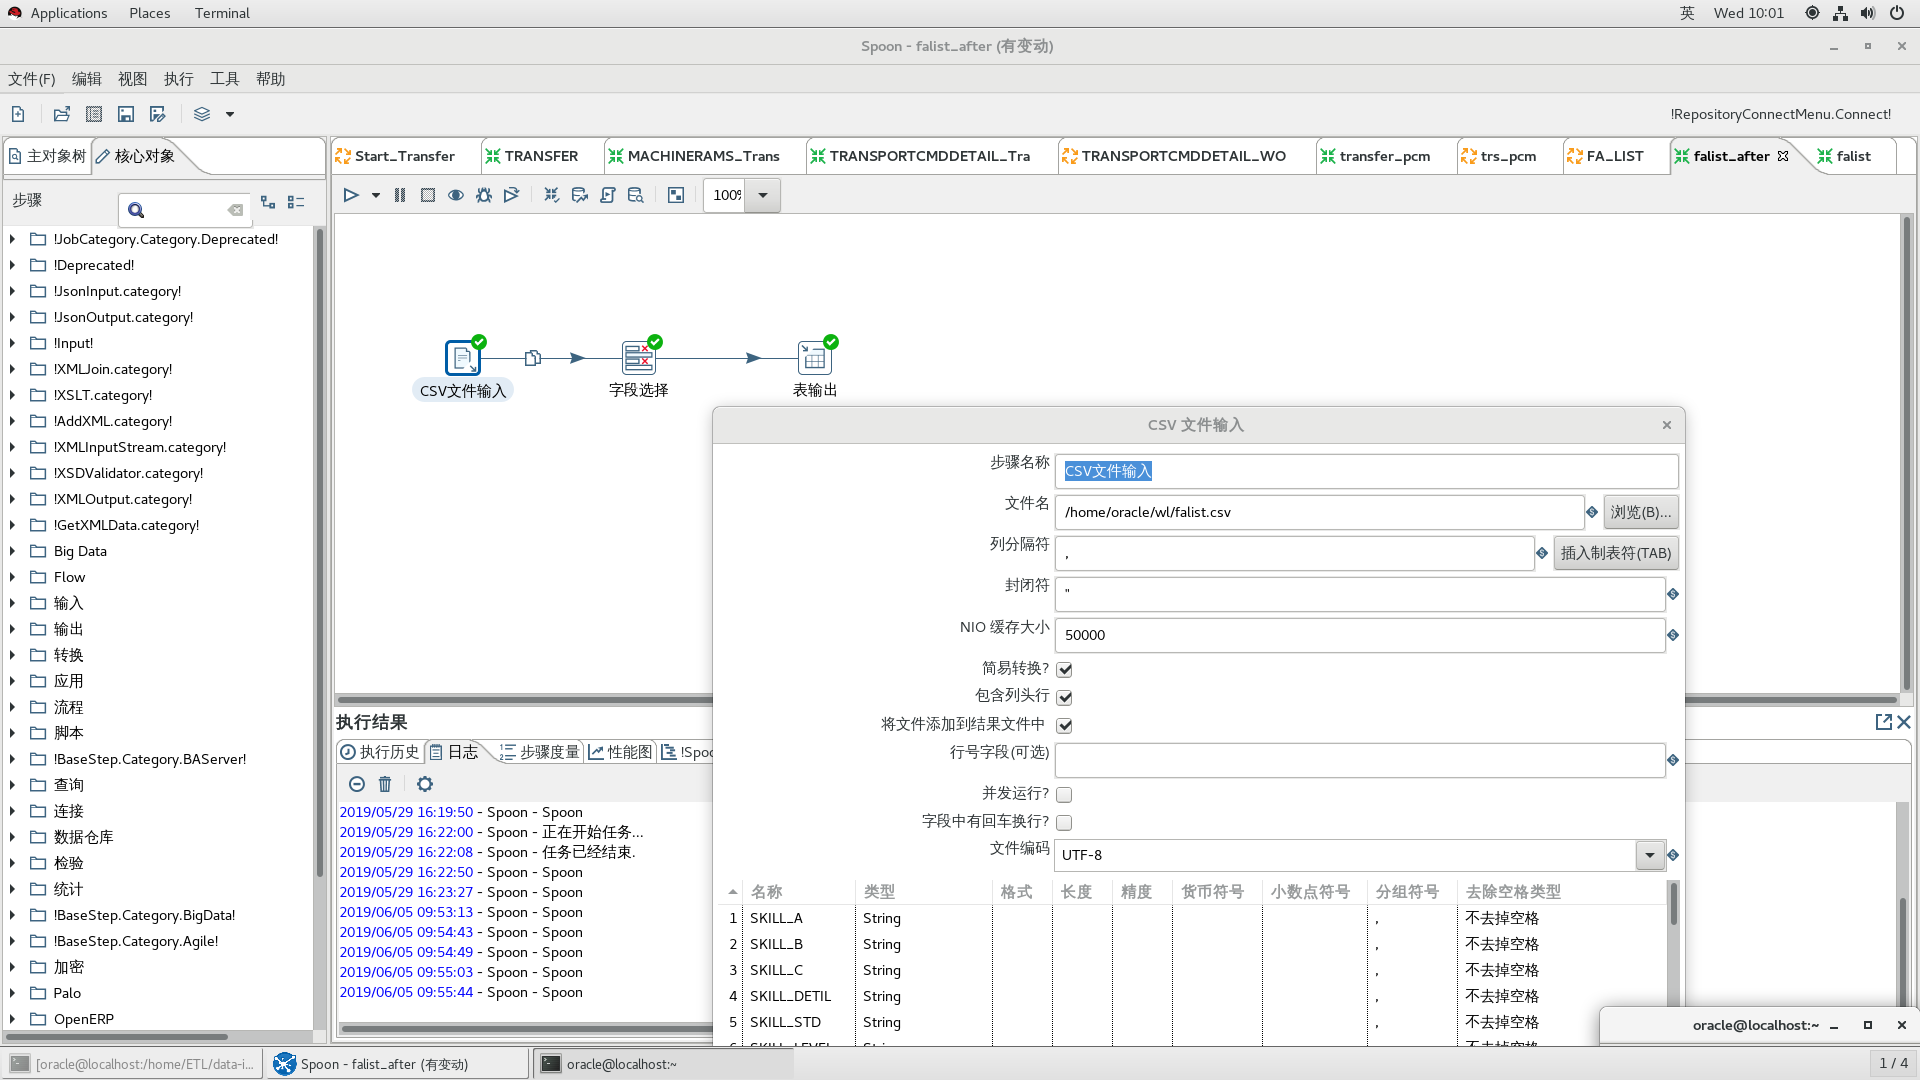 Applications Places Terminal 英 Wed 10:01
Spoon - falist_after (有变动)
文件(F) 编辑 视图 执行 工具 帮助
!RepositoryConnectMenu.Connect!
主对象树 核心对象
Start_Transfer TRANSFER MACHINERAMS_Trans TRANSPORTCMDDETAIL_Tra TRANSPORTCMDDETAIL_WO transfer_pcm trs_pcm FA_LIST falist_after falist
步骤
100%
!JobCategory.Category.Deprecated!
!Deprecated!
!JsonInput.category!
!JsonOutput.category!
!Input!
!XMLJoin.category!
!XSLT.category!
!AddXML.category!
!XMLInputStream.category!
!XSDValidator.category!
!XMLOutput.category!
!GetXMLData.category!
Big Data
Flow
输入
输出
转换
应用
流程
脚本
!BaseStep.Category.BAServer!
查询
连接
数据仓库
检验
统计
!BaseStep.Category.BigData!
!BaseStep.Category.Agile!
加密
Palo
OpenERP
CSV文件输入 字段选择 表输出
执行结果
执行历史 日志 步骤度量 性能图 !Spoo
2019/05/29 16:19:50 - Spoon - Spoon
2019/05/29 16:22:00 - Spoon - 正在开始任务...
2019/05/29 16:22:08 - Spoon - 任务已经结束.
2019/05/29 16:22:50 - Spoon - Spoon
2019/05/29 16:23:27 - Spoon - Spoon
2019/06/05 09:53:13 - Spoon - Spoon
2019/06/05 09:54:43 - Spoon - Spoon
2019/06/05 09:54:49 - Spoon - Spoon
2019/06/05 09:55:03 - Spoon - Spoon
2019/06/05 09:55:44 - Spoon - Spoon
CSV 文件输入
步骤名称 CSV文件输入
文件名 /home/oracle/wl/falist.csv 浏览(B)...
列分隔符 , 插入制表符(TAB)
封闭符 "
NIO 缓存大小 50000
简易转换?
包含列头行
将文件添加到结果文件中
行号字段(可选)
并发运行?
字段中有回车换行?
文件编码 UTF-8
名称 类型 格式 长度 精度 货币符号 小数点符号 分组符号 去除空格类型
1 SKILL_A String , 不去掉空格
2 SKILL_B String , 不去掉空格
3 SKILL_C String , 不去掉空格
4 SKILL_DETIL String , 不去掉空格
5 SKILL_STD String , 不去掉空格
oracle@localhost:~
[oracle@localhost:/home/ETL/data-i... Spoon - falist_after (有变动) oracle@localhost:~ 1 / 4